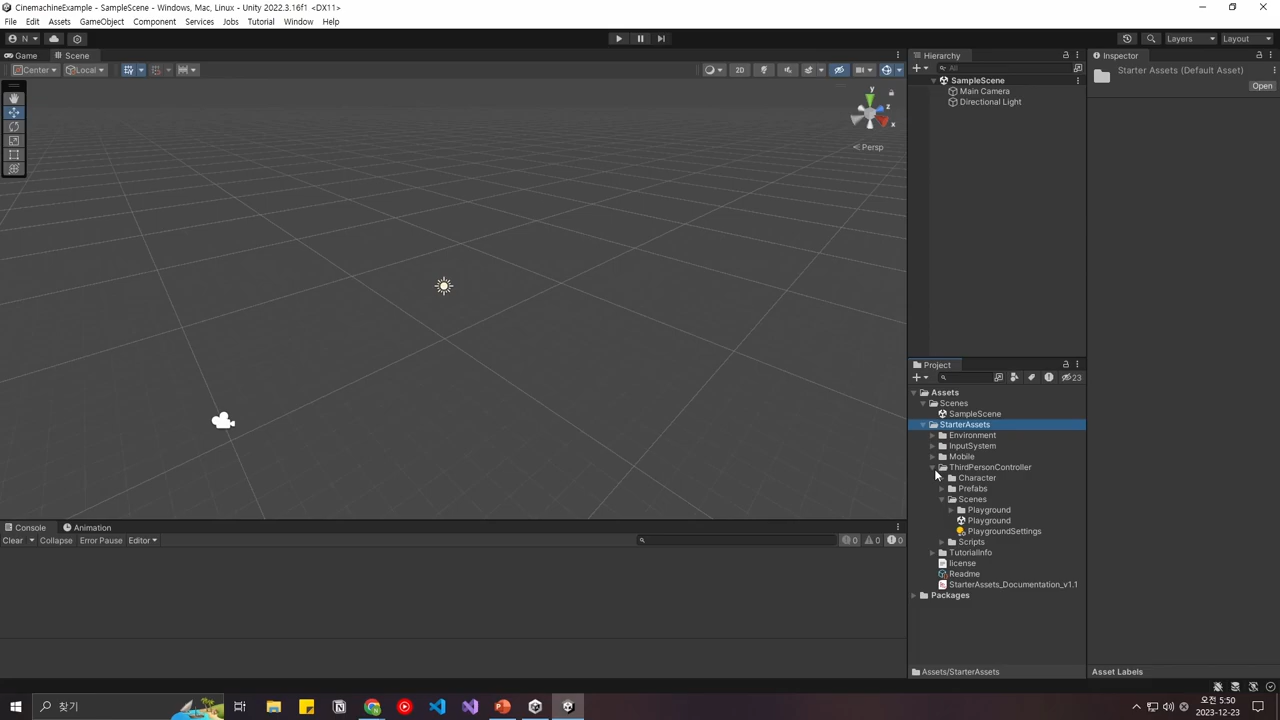 CinemachineExample - SampleScene - Windows, Mac, Linux - Unity 2022.3.16f1 <DX11>
File Edit Assets GameObject Component Services Jobs Tutorial Window Help
N Layers Layout
Game Scene
Center Local 2D
y
z
x
Persp
Hierarchy
All
SampleScene
Main Camera
Directional Light
Inspector
Starter Assets (Default Asset)
Open
Project
23
Assets
Scenes
SampleScene
StarterAssets
Environment
InputSystem
Mobile
ThirdPersonController
Character
Prefabs
Scenes
Playground
Playground
PlaygroundSettings
Scripts
TutorialInfo
license
Readme
StarterAssets_Documentation_v1.1
Packages
Assets/StarterAssets
Asset Labels
Console Animation
Clear Collapse Error Pause Editor 0 0 0
찾기
오후 5:50
2023-12-23